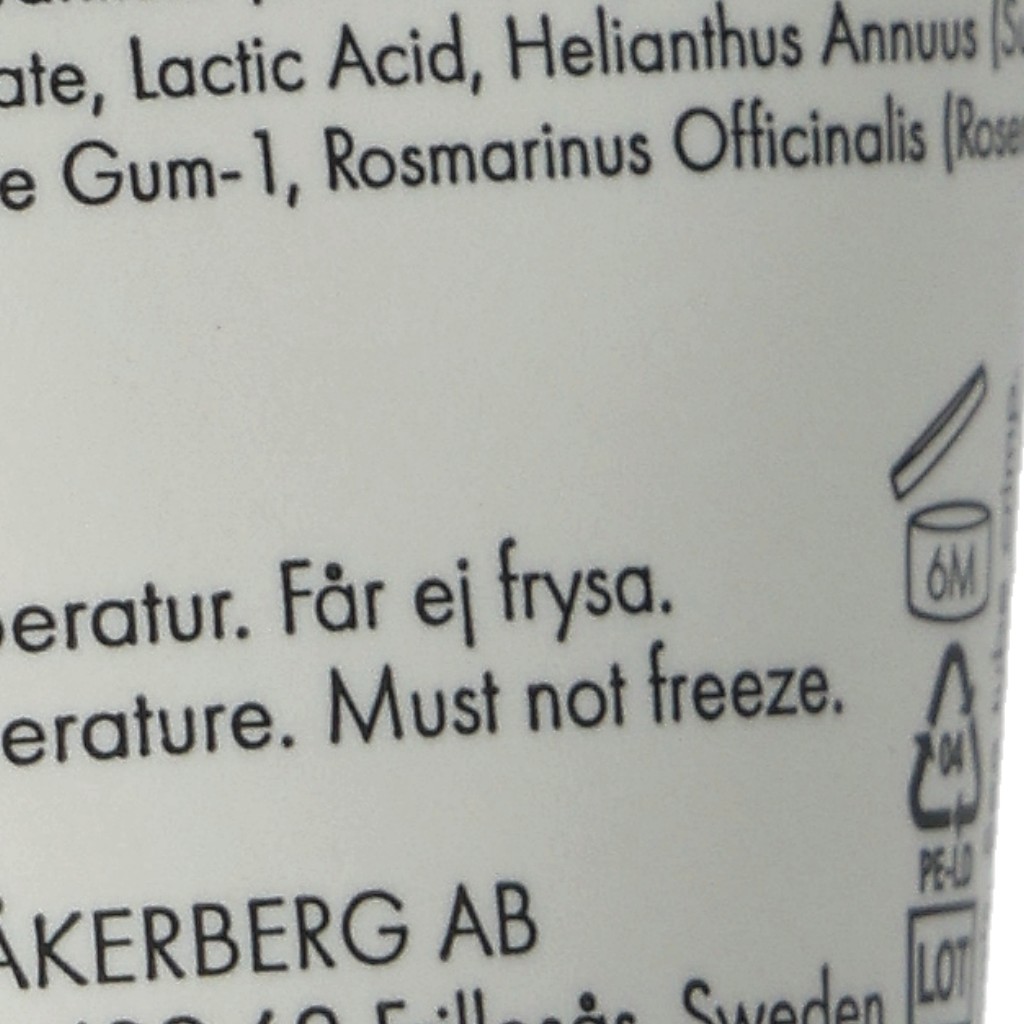 ate, Lactic Acid, Helianthus Annuus
e Gum-1, Rosmarinus Officinalis
6M
peratur. Får ej frysa.
erature. Must not freeze.
04
PE-LD
ÅKERBERG AB
LOT
Sweden